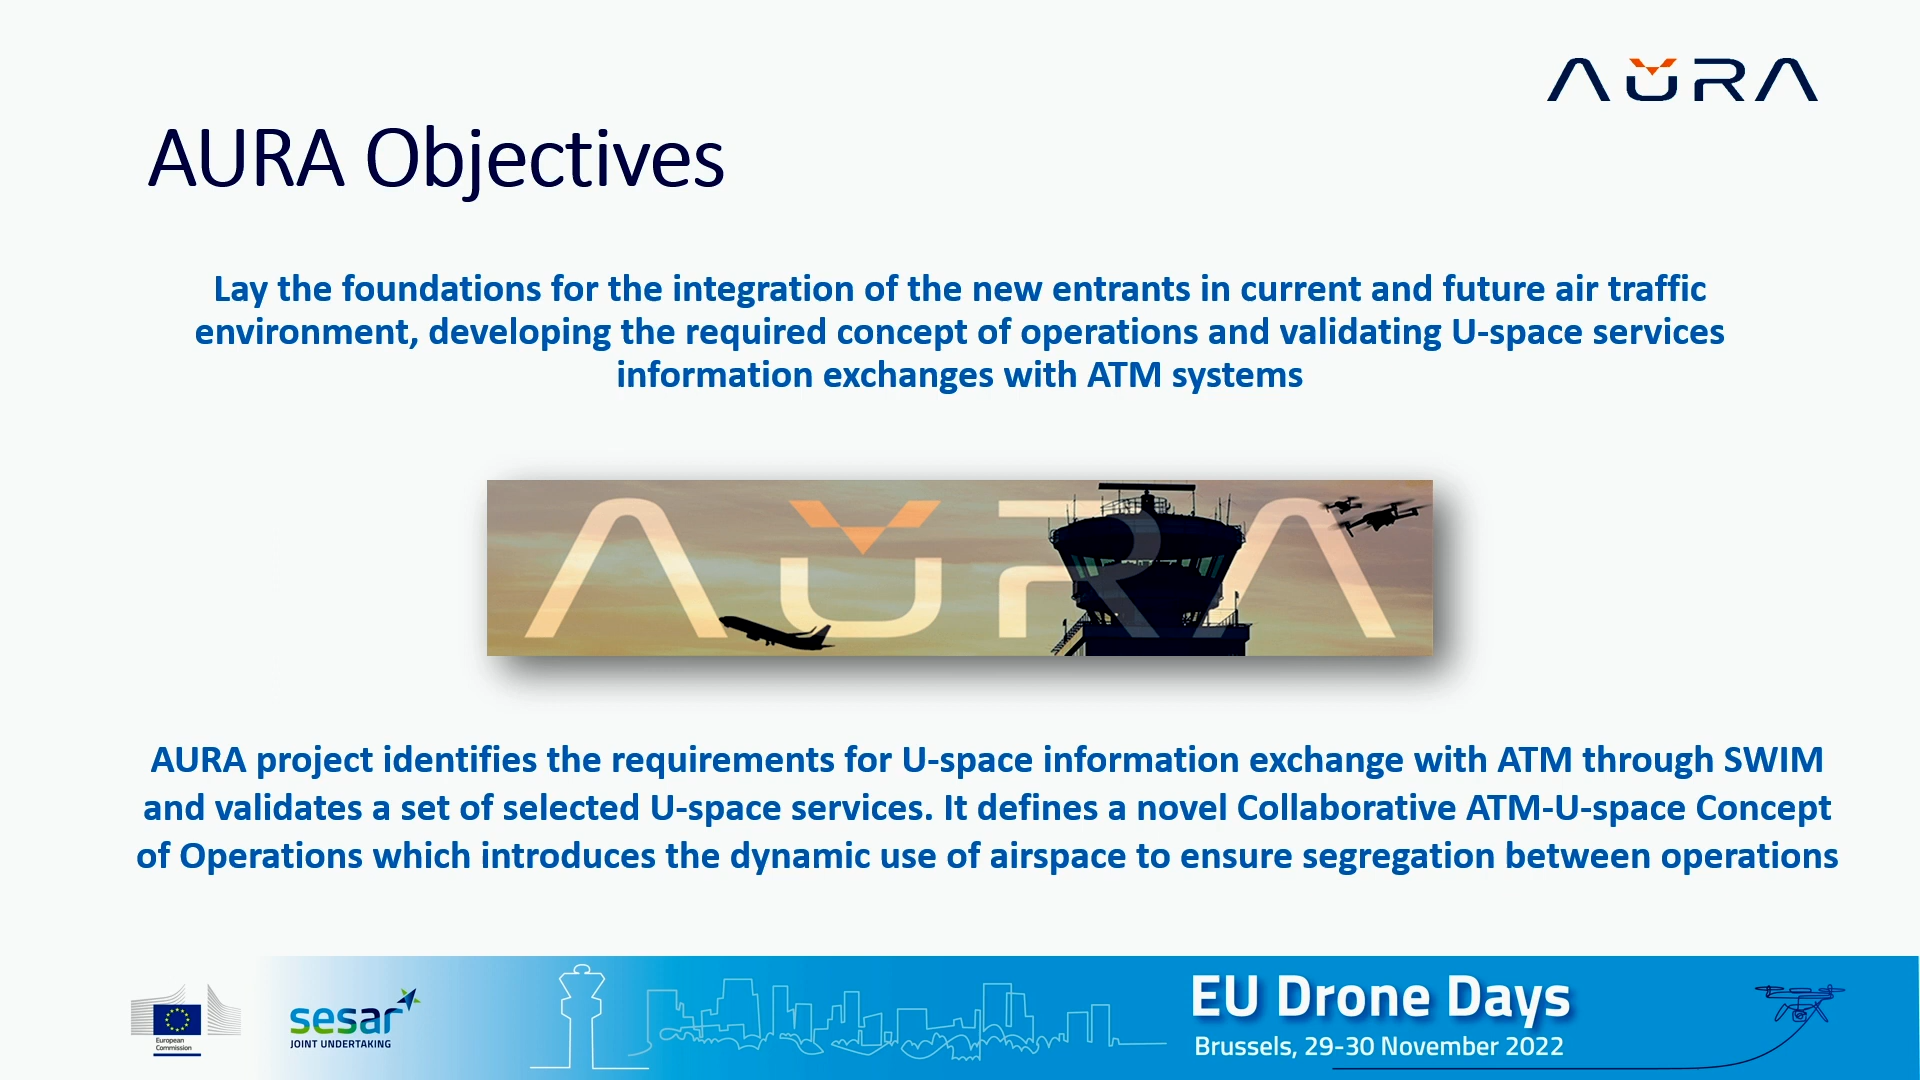 AURA
AURA Objectives
Lay the foundations for the integration of the new entrants in current and future air traffic
environment, developing the required concept of operations and validating U-space services
information exchanges with ATM systems
AURA
AURA project identifies the requirements for U-space information exchange with ATM through SWIM
and validates a set of selected U-space services. It defines a novel Collaborative ATM-U-space Concept
of Operations which introduces the dynamic use of airspace to ensure segregation between operations
European
Commission
sesar
JOINT UNDERTAKING
EU Drone Days
Brussels, 29-30 November 2022